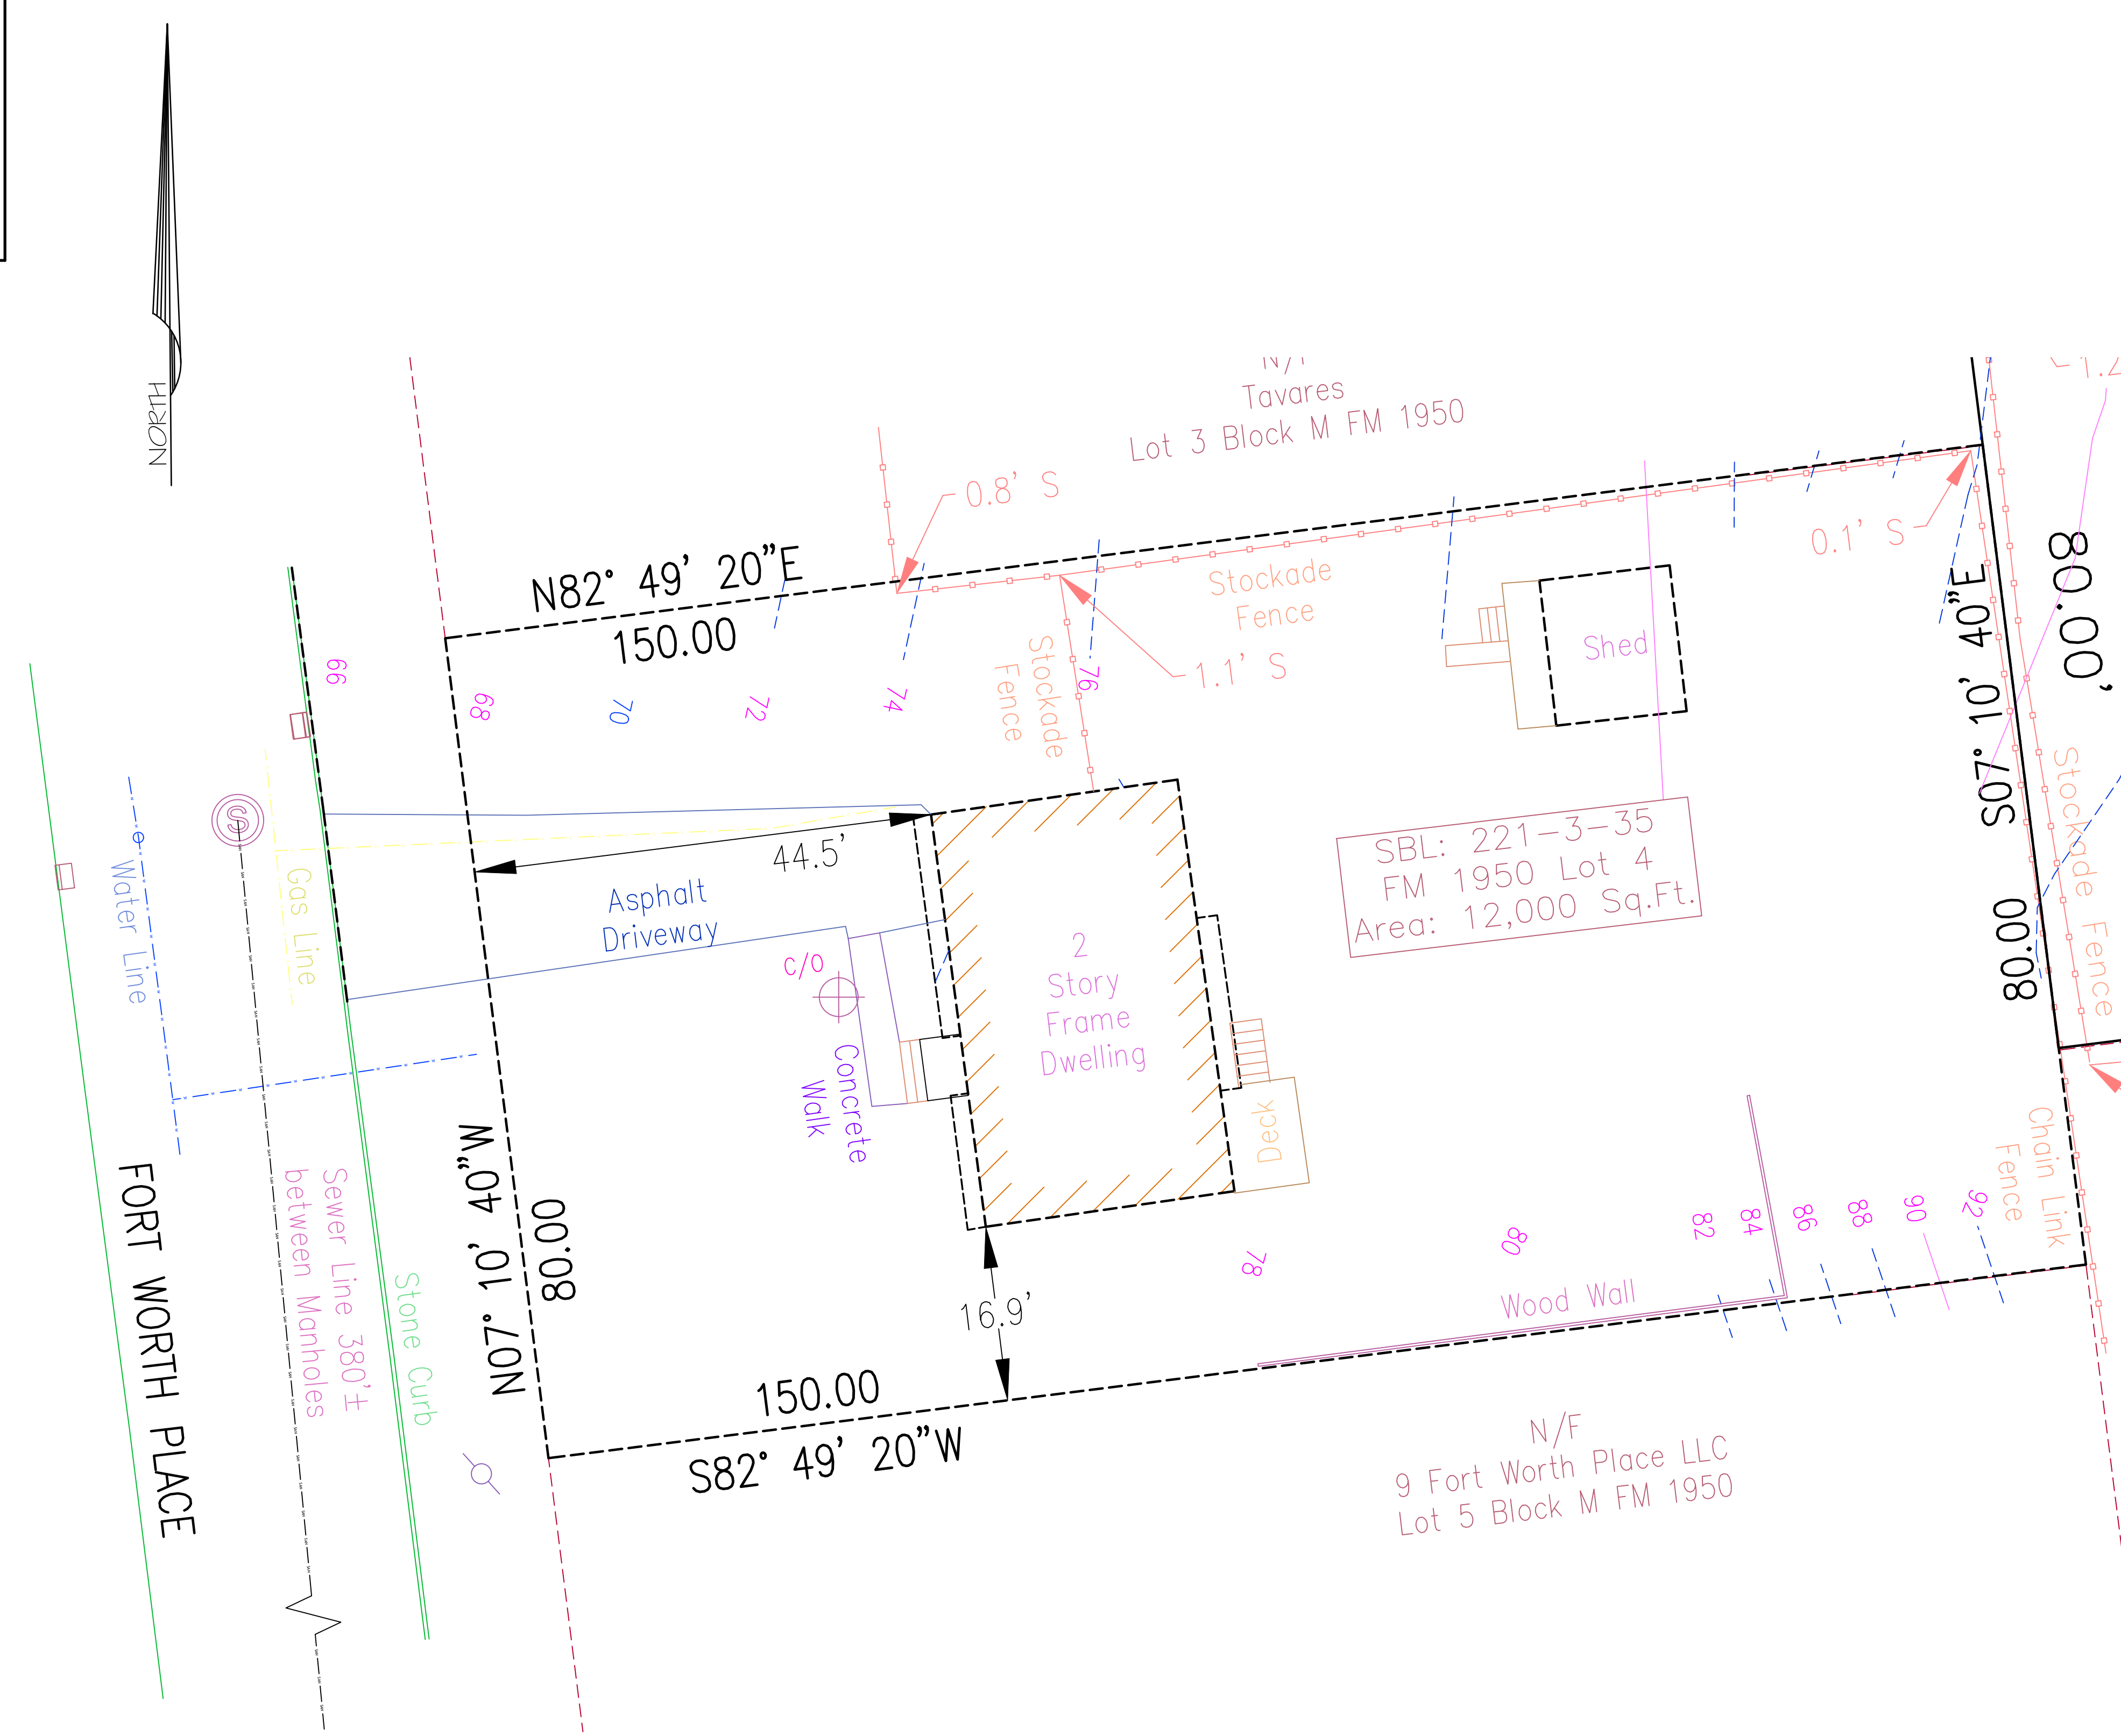 NORTH
N/F
Tavares
Lot 3 Block M FM 1950
0.8' S
0.1' S
N82° 49' 20"E
150.00
Stockade
Fence
1.1' S
Stockade
Fence
Shed
S07° 10' 40"E
80.00
80.00'
Stockade Fence
66
68
70
72
74
76
44.5'
Asphalt
Driveway
SBL: 221-3-35
FM 1950 Lot 4
Area: 12,000 Sq.Ft.
S
Water Line
Gas Line
c/o
Concrete
Walk
2
Story
Frame
Dwelling
Deck
Chain Link
Fence
FORT WORTH PLACE
Sewer Line 380'±
between Manholes
Stone Curb
N07° 10' 40"W
80.00
78
80
82
84
86
88
90
92
16.9'
Wood Wall
150.00
S82° 49' 20"W
N/F
9 Fort Worth Place LLC
Lot 5 Block M FM 1950